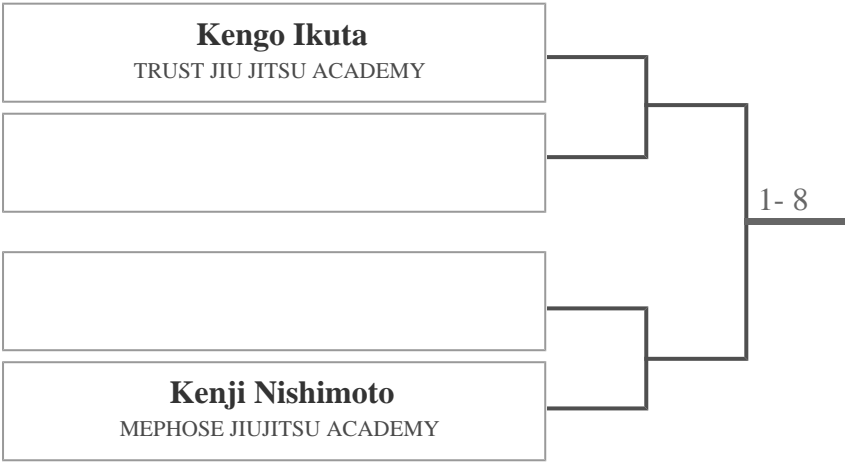 Kengo Ikuta
TRUST JIU JITSU ACADEMY
1- 8
Kenji Nishimoto
MEPHOSE JIUJITSU ACADEMY